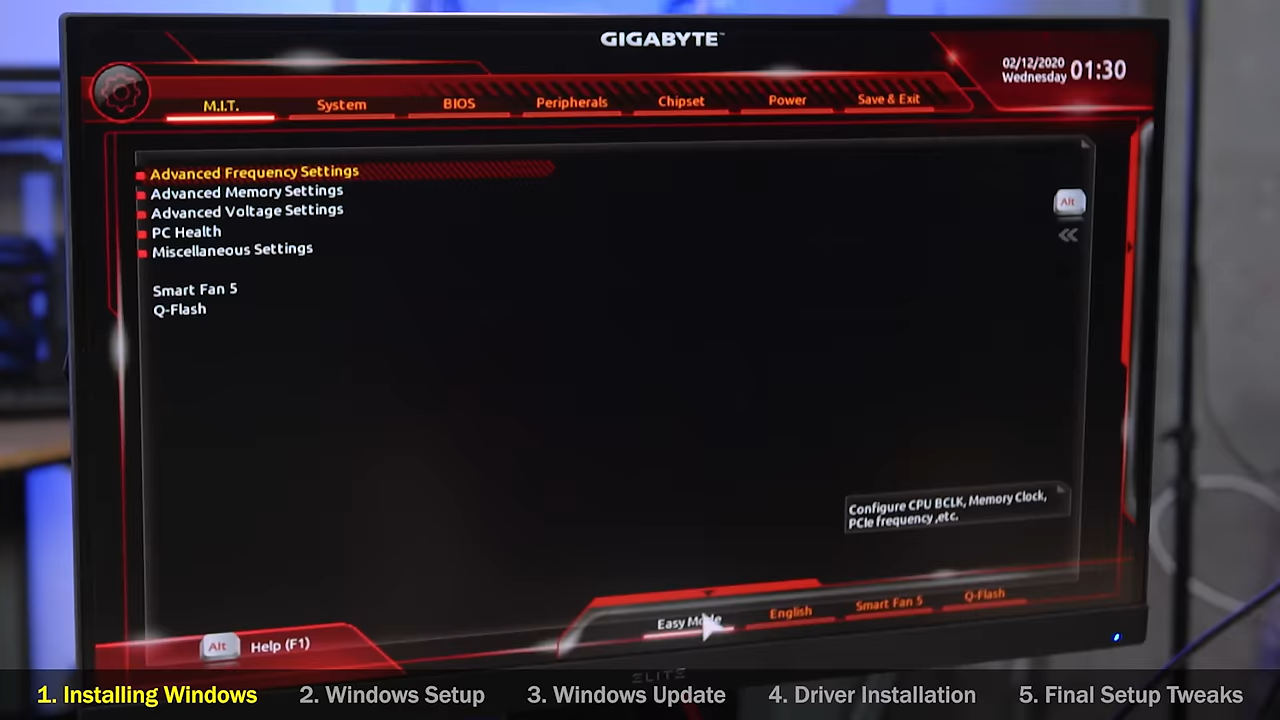 GIGABYTE™
02/12/2020
Wednesday
01:30
M.I.T.
System
BIOS
Peripherals
Chipset
Power
Save & Exit
Advanced Frequency Settings
Advanced Memory Settings
Advanced Voltage Settings
PC Health
Miscellaneous Settings
Smart Fan 5
Q-Flash
Alt
Configure CPU BCLK, Memory Clock,
PCIe frequency ,etc.
Easy Mode
English
Smart Fan 5
Q-Flash
Alt
Help (F1)
ELITE
1. Installing Windows
2. Windows Setup
3. Windows Update
4. Driver Installation
5. Final Setup Tweaks